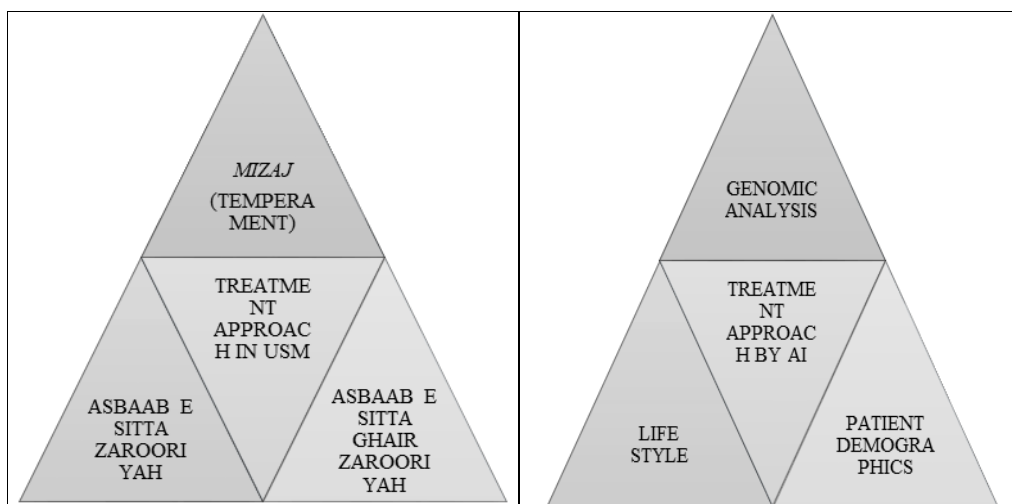 MIZAJ
(TEMPERA
MENT)
TREATME
NT
APPROAC
H IN USM
ASBAAB E
SITTA
ZAROORI
YAH
ASBAAB E
SITTA
GHAIR
ZAROORI
YAH
GENOMIC
ANALYSIS
TREATME
NT
APPROAC
H BY AI
LIFE
STYLE
PATIENT
DEMOGRA
PHICS